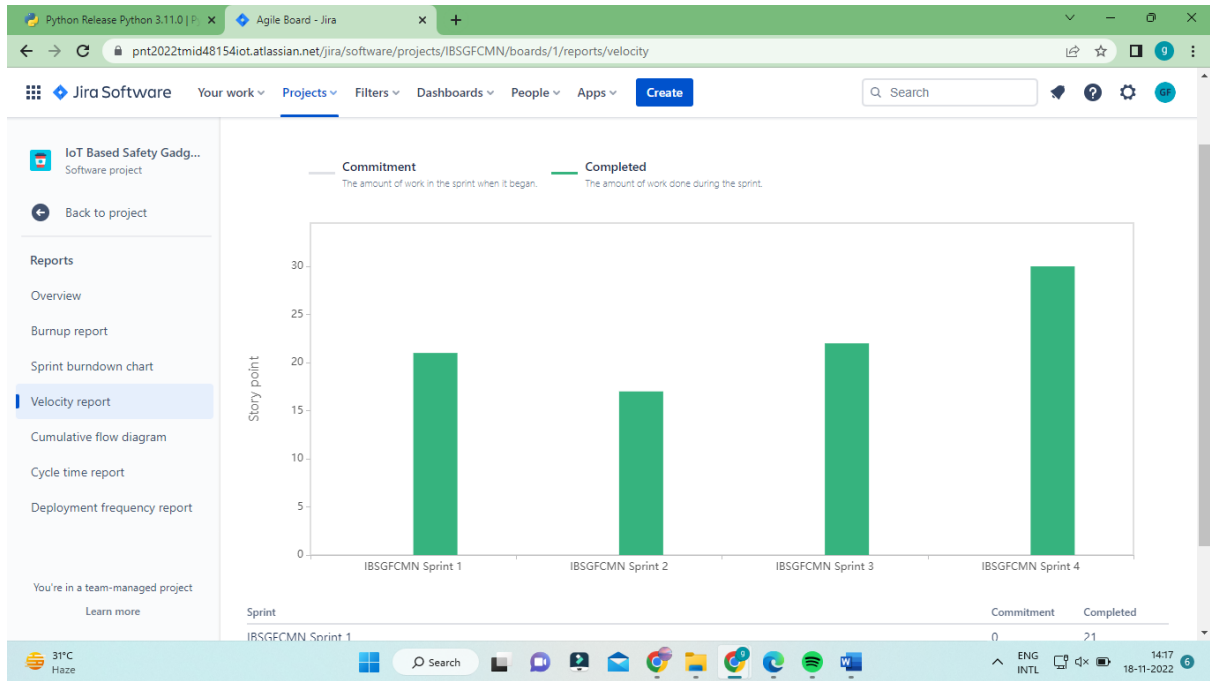 Python Release Python 3.11.0 | P
Agile Board - Jira
pnt2022tmid48154iot.atlassian.net/jira/software/projects/IBSGFCMN/boards/1/reports/velocity
g
Jira Software
Your work
Projects
Filters
Dashboards
People
Apps
Create
Search
GF
IoT Based Safety Gadg...
Software project
Back to project
Reports
Overview
Burnup report
Sprint burndown chart
Velocity report
Cumulative flow diagram
Cycle time report
Deployment frequency report
You're in a team-managed project
Learn more
Commitment
The amount of work in the sprint when it began.
Completed
The amount of work done during the sprint.
Story point
30
25
20
15
10
5
0
IBSGFCMN Sprint 1
IBSGFCMN Sprint 2
IBSGFCMN Sprint 3
IBSGFCMN Sprint 4
Sprint Commitment Completed
IBSGFCMN Sprint 1 0 21
31°C
Haze
Search
ENG
INTL
14:17
18-11-2022
6